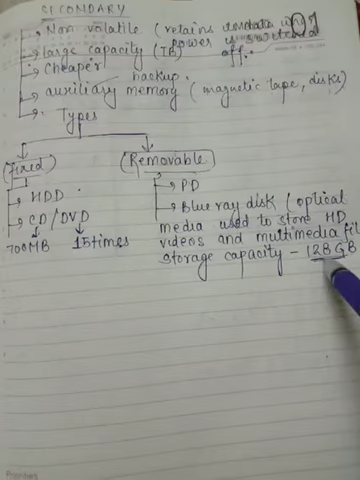 SECONDARY
Non volatile (retains data when
power is switched
off.
large capacity (TB)
Cheaper
backup.
auxiliary memory (magnetic tape, disks)
Types
Fixed
Removable
HDD
CD/DVD
700MB 15times
PD
Blue ray disk (optical
media used to store HD
videos and multimedia fil
storage capacity - 128GB